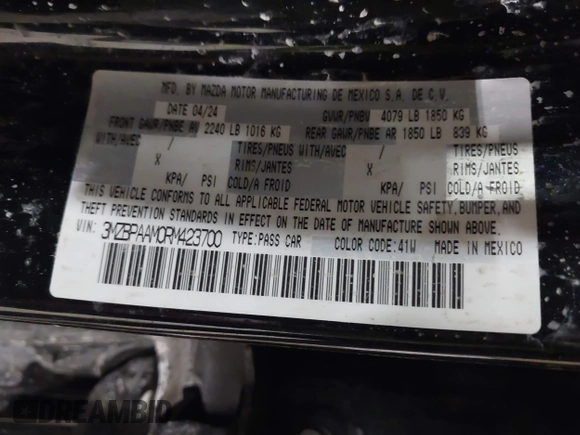 MFD. BY MAZDA MOTOR MANUFACTURING DE MEXICO S.A. DE C.V.
DATE 04/24 GVWR/PNBV 4079 LB 1850 KG
FRONT GAWR/PNBE AV 2240 LB 1016 KG REAR GAWR/PNBE AR 1850 LB 839 KG
WITH/AVEC / TIRES/PNEUS WITH/AVEC / TIRES/PNEUS
X RIMS/JANTES X RIMS/JANTES
KPA/ PSI COLD/A FROID KPA/ PSI COLD/A FROID
THIS VEHICLE CONFORMS TO ALL APPLICABLE FEDERAL MOTOR VEHICLE SAFETY, BUMPER, AND
THEFT PREVENTION STANDARDS IN EFFECT ON THE DATE OF MANUFACTURE SHOWN ABOVE.
VIN: 3MZBPAAM0RM423700 TYPE:PASS CAR COLOR CODE:41W MADE IN MEXICO
DREAMBID